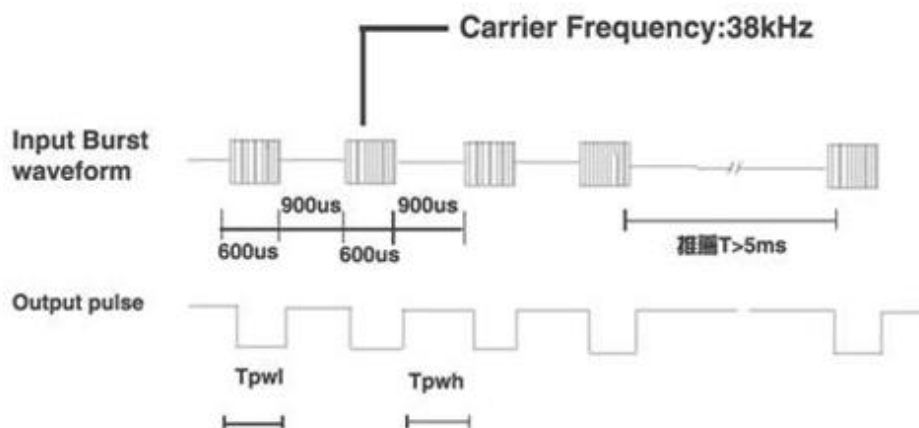 Carrier Frequency:38kHz
Input Burst
waveform
900us
900us
600us
600us
T>5ms
Output pulse
Tpwl
Tpwh